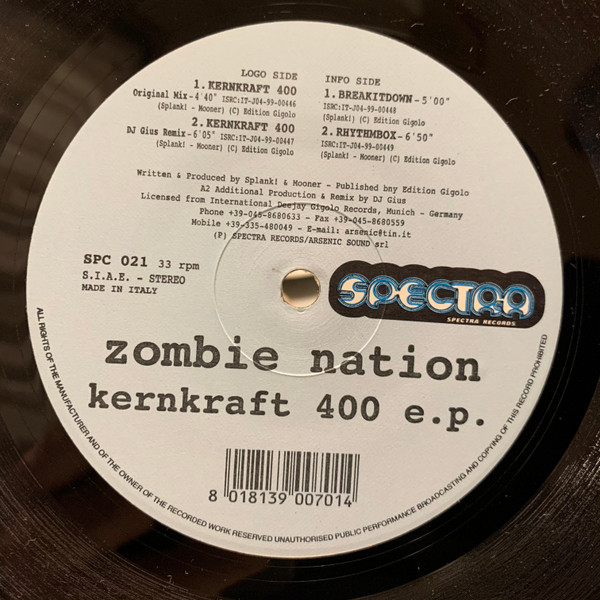 LOGO SIDE
1. KERNKRAFT 400
Original Mix-4'40" ISRC:IT-J04-99-00446
(Splank! - Mooner) (C) Edition Gigolo
2. KERNKRAFT 400
DJ Gius Remix-6'05" ISRC:IT-J04-99-00447
(Splank! - Mooner) (C) Edition Gigolo
INFO SIDE
1. BREAKITDOWN-5'00"
ISRC:IT-J04-99-00448
(Splank! - Mooner) (C) Edition Gigolo
2. RHYTHMBOX-6'50"
ISRC:IT-J04-99-00449
(Splank! - Mooner) (C) Edition Gigolo
Written & Produced by Splank! & Mooner - Published bny Edition Gigolo
A2 Additional Production & Remix by DJ Gius
Licensed from International Deejay Gigolo Records, Munich - Germany
Phone +39-045-8680633 - Fax +39-045-8680559
Mobile +39-335-480049 - E-mail: arsenic@tin.it
(P) SPECTRA RECORDS/ARSENIC SOUND srl
SPC 021 33 rpm
S.I.A.E. - STEREO
MADE IN ITALY
SPECTRA
SPECTRA RECORDS
zombie nation
kernkraft 400 e.p.
8 018139 007014
ALL RIGHTS OF THE MANUFACTURER AND OF THE OWNER OF THE RECORDED WORK RESERVED UNAUTHORISED PUBLIC PERFORMANCE BROADCASTING AND COPYING OF THIS RECORD PROHIBITED